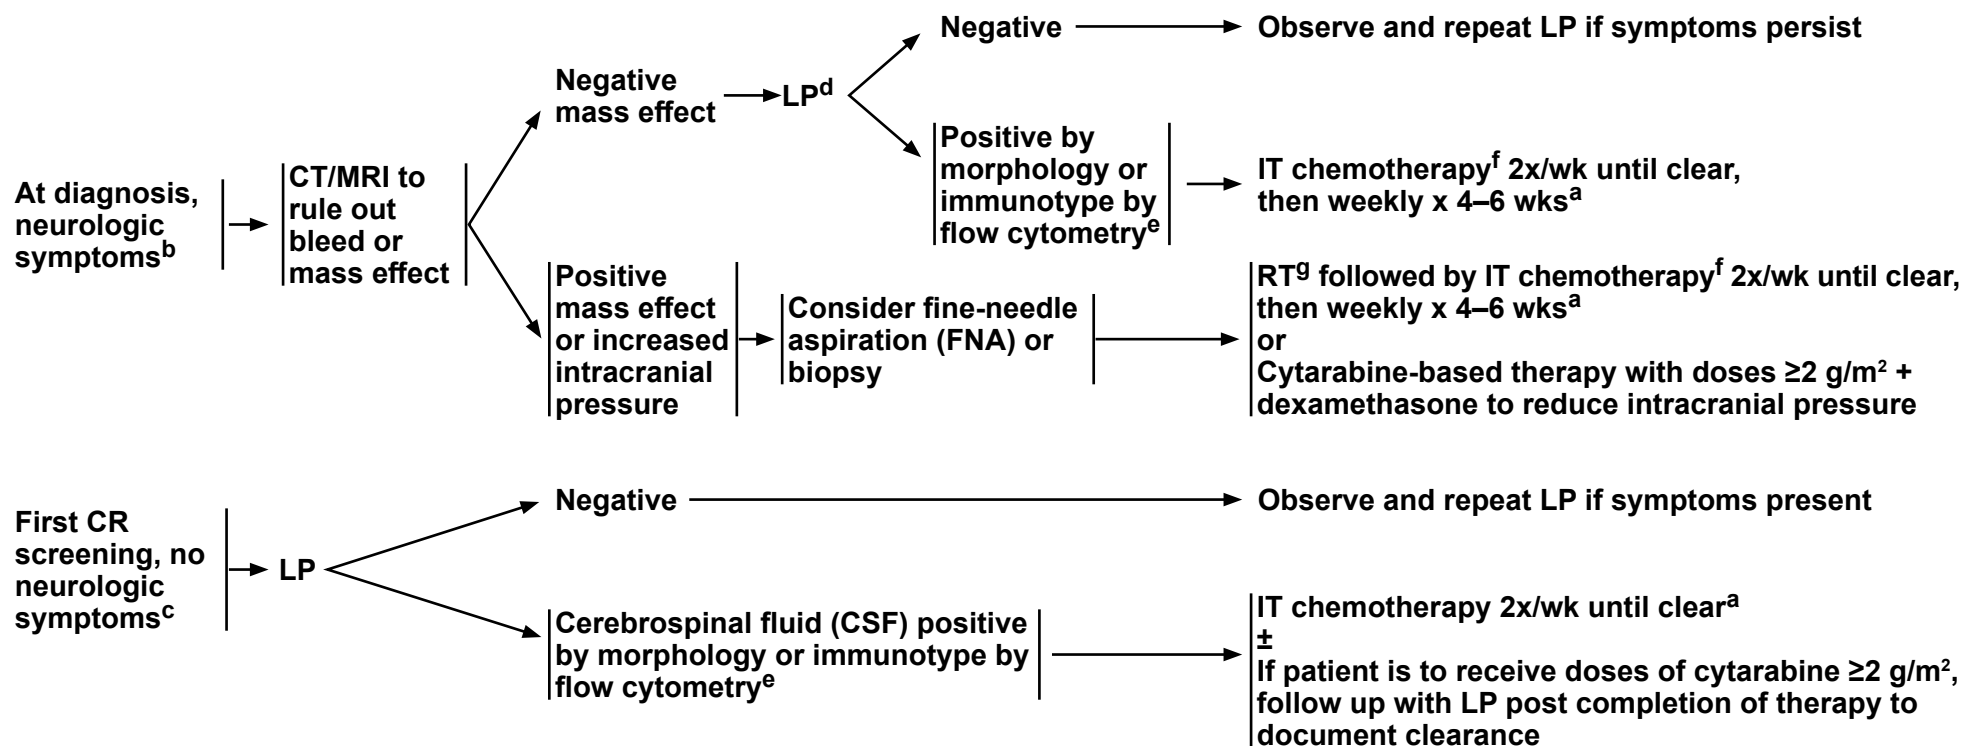 Negative
Observe and repeat LP if symptoms persist
Negative
mass effect
LPd
Positive by
morphology or
immunotype by
flow cytometrye
IT chemotherapyf 2x/wk until clear,
then weekly x 4–6 wksa
At diagnosis,
neurologic
symptomsb
CT/MRI to
rule out
bleed or
mass effect
Positive
mass effect
or increased
intracranial
pressure
Consider fine-needle
aspiration (FNA) or
biopsy
RTg followed by IT chemotherapyf 2x/wk until clear,
then weekly x 4–6 wksa
or
Cytarabine-based therapy with doses ≥2 g/m² +
dexamethasone to reduce intracranial pressure
First CR
screening, no
neurologic
symptomsc
LP
Negative
Observe and repeat LP if symptoms present
Cerebrospinal fluid (CSF) positive
by morphology or immunotype by
flow cytometrye
IT chemotherapy 2x/wk until cleara
±
If patient is to receive doses of cytarabine ≥2 g/m²,
follow up with LP post completion of therapy to
document clearance